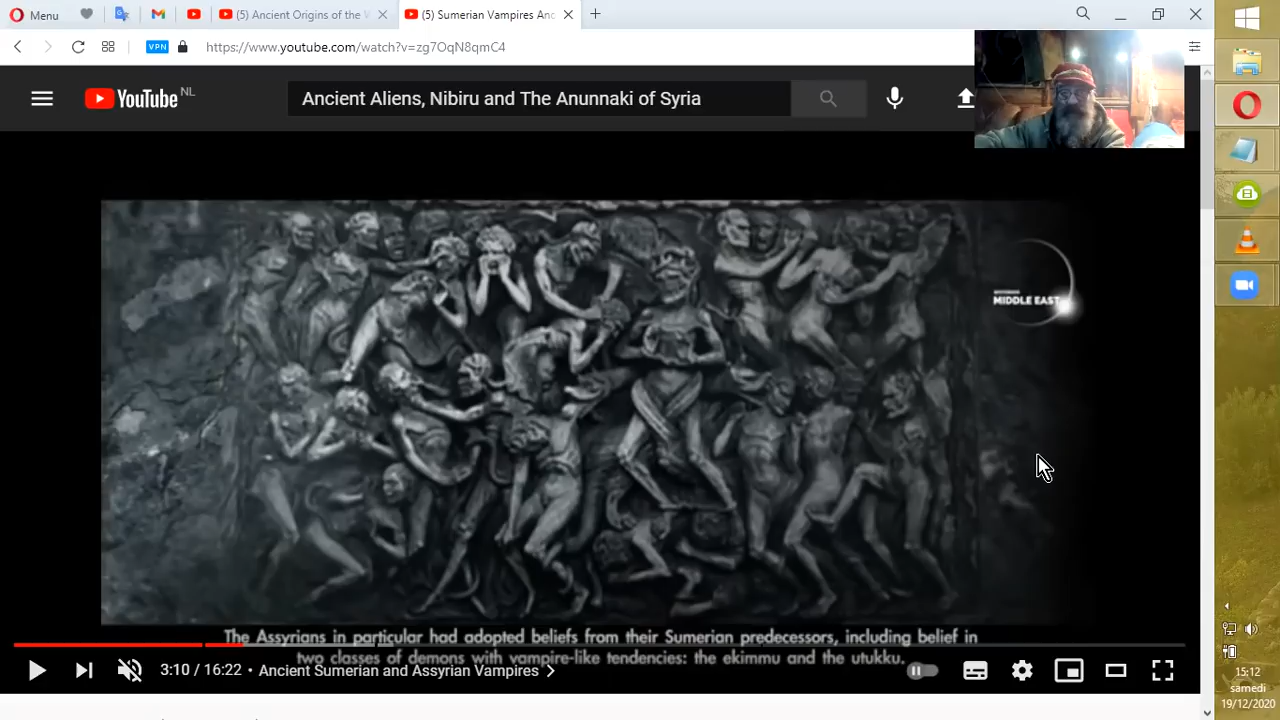 Menu
(5) Ancient Origins of the W
(5) Sumerian Vampires And
VPN
https://www.youtube.com/watch?v=zg7OqN8qmC4
YouTube NL
Ancient Aliens, Nibiru and The Anunnaki of Syria
MIDDLE EAST
The Assyrians in particular had adopted beliefs from their Sumerian predecessors, including belief in
two classes of demons with vampire-like tendencies: the ekimmu and the utukku.
3:10 / 16:22 • Ancient Sumerian and Assyrian Vampires
15:12
samedi
19/12/2020